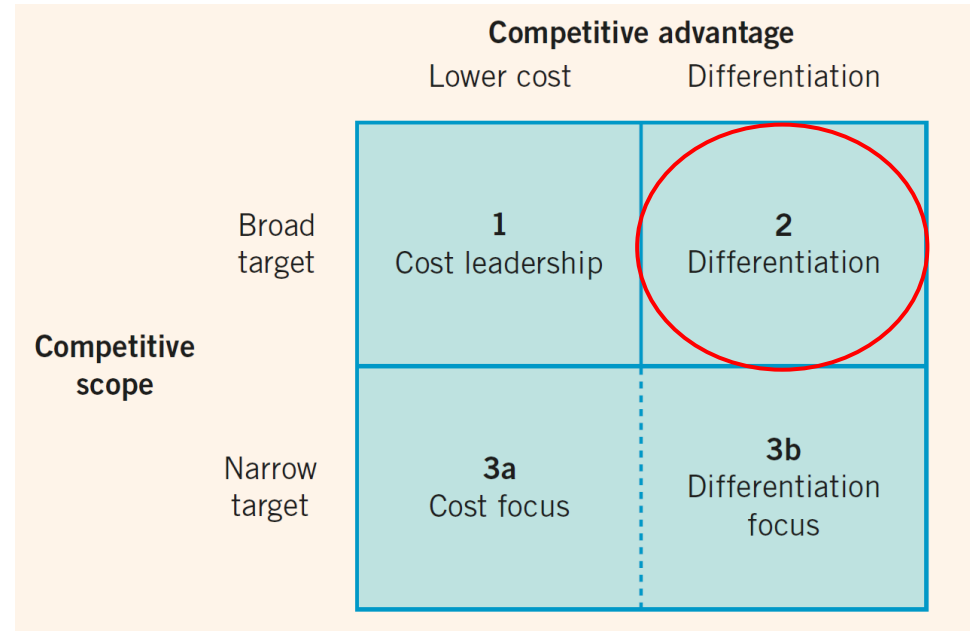 Competitive advantage
Lower cost
Differentiation
Broad
target
1
Cost leadership
2
Differentiation
Competitive
scope
Narrow
target
3a
Cost focus
3b
Differentiation
focus